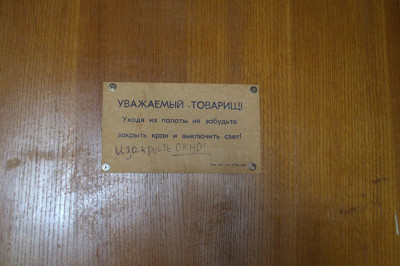 УВАЖАЕМЫЙ ТОВАРИЩ!
Уходя из палаты не забудьте
закрыть кран и выключить свет!
И закрыть ОКНО!